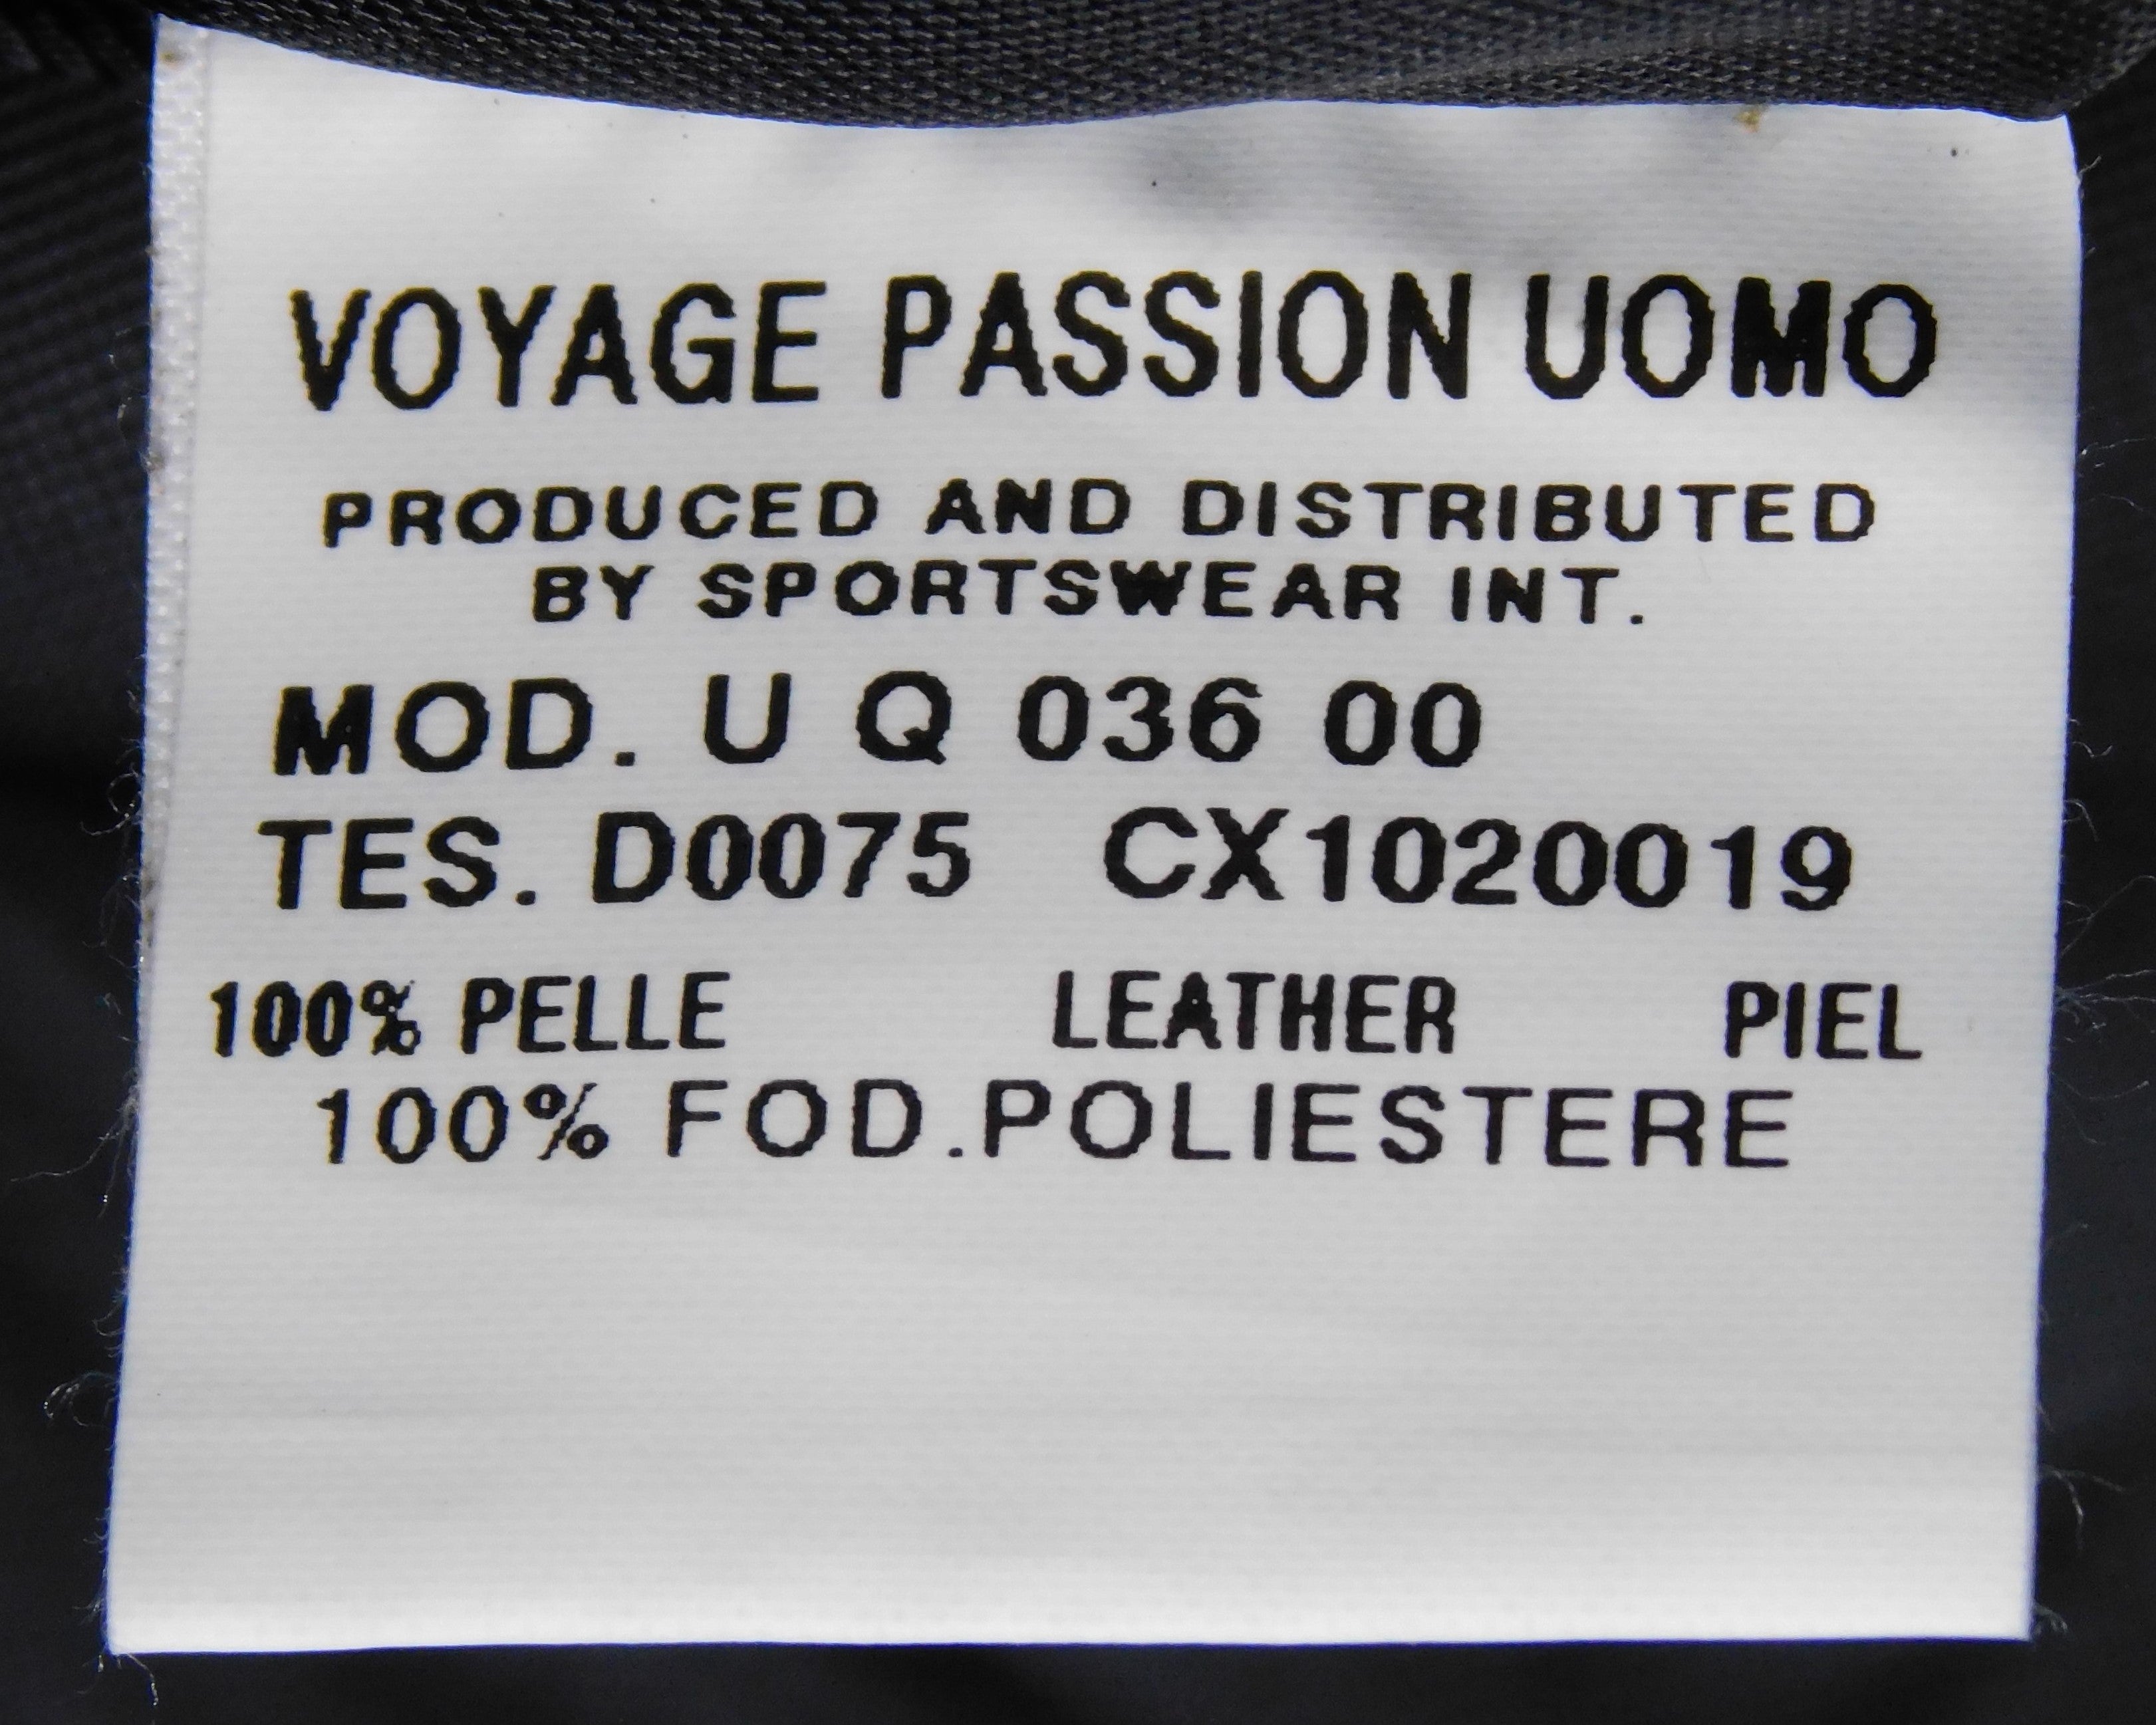 VOYAGE PASSION UOMO
PRODUCED AND DISTRIBUTED
BY SPORTSWEAR INT.
MOD. U Q 036 00
TES. D0075 CX1020019
100% PELLE LEATHER PIEL
100% FOD.POLIESTERE